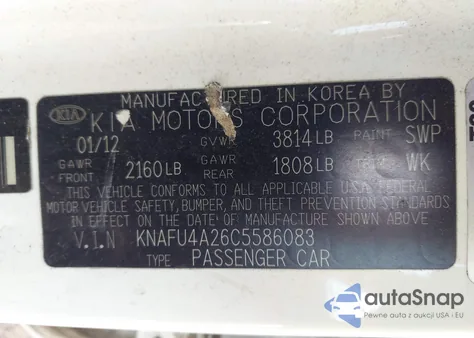 MANUFACTURED IN KOREA BY
KIA KIA MOTORS CORPORATION
01/12 GVWR 3814 LB PAINT SWP
GAWR FRONT 2160 LB GAWR REAR 1808 LB TRIM WK
THIS VEHICLE CONFORMS TO ALL APPLICABLE U.S.A. FEDERAL
MOTOR VEHICLE SAFETY, BUMPER, AND THEFT PREVENTION STANDARDS
IN EFFECT ON THE DATE OF MANUFACTURE SHOWN ABOVE.
V.I.N KNAFU4A26C5586083
TYPE PASSENGER CAR
autoSnap
Pewne auta z aukcji USA i EU